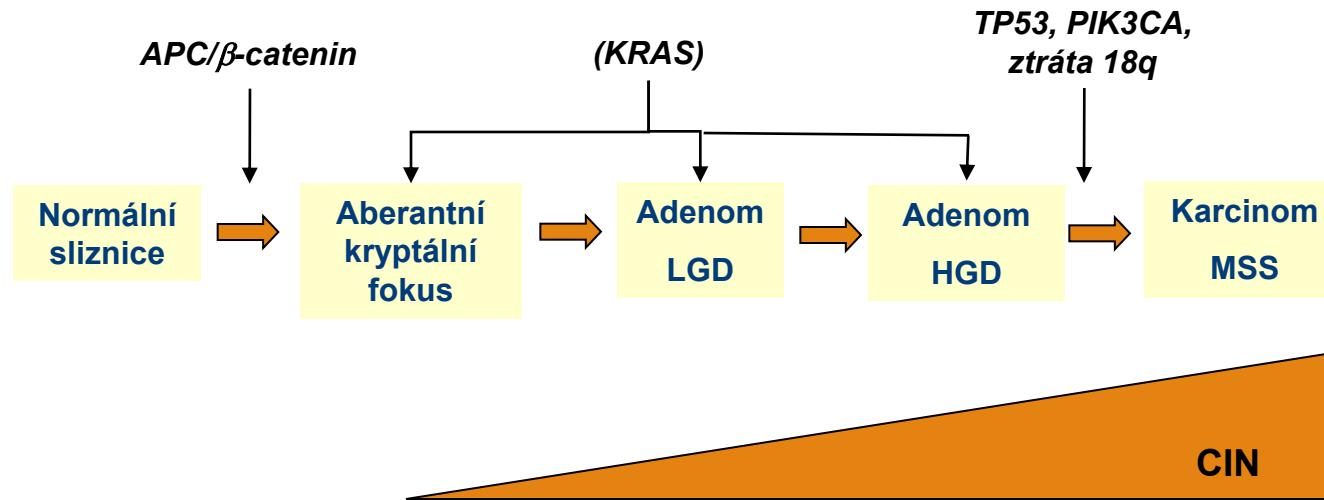 APC/β-catenin
(KRAS)
TP53, PIK3CA,
ztráta 18q
Normální
sliznice
Aberantní
kryptální
fokus
Adenom
LGD
Adenom
HGD
Karcinom
MSS
CIN